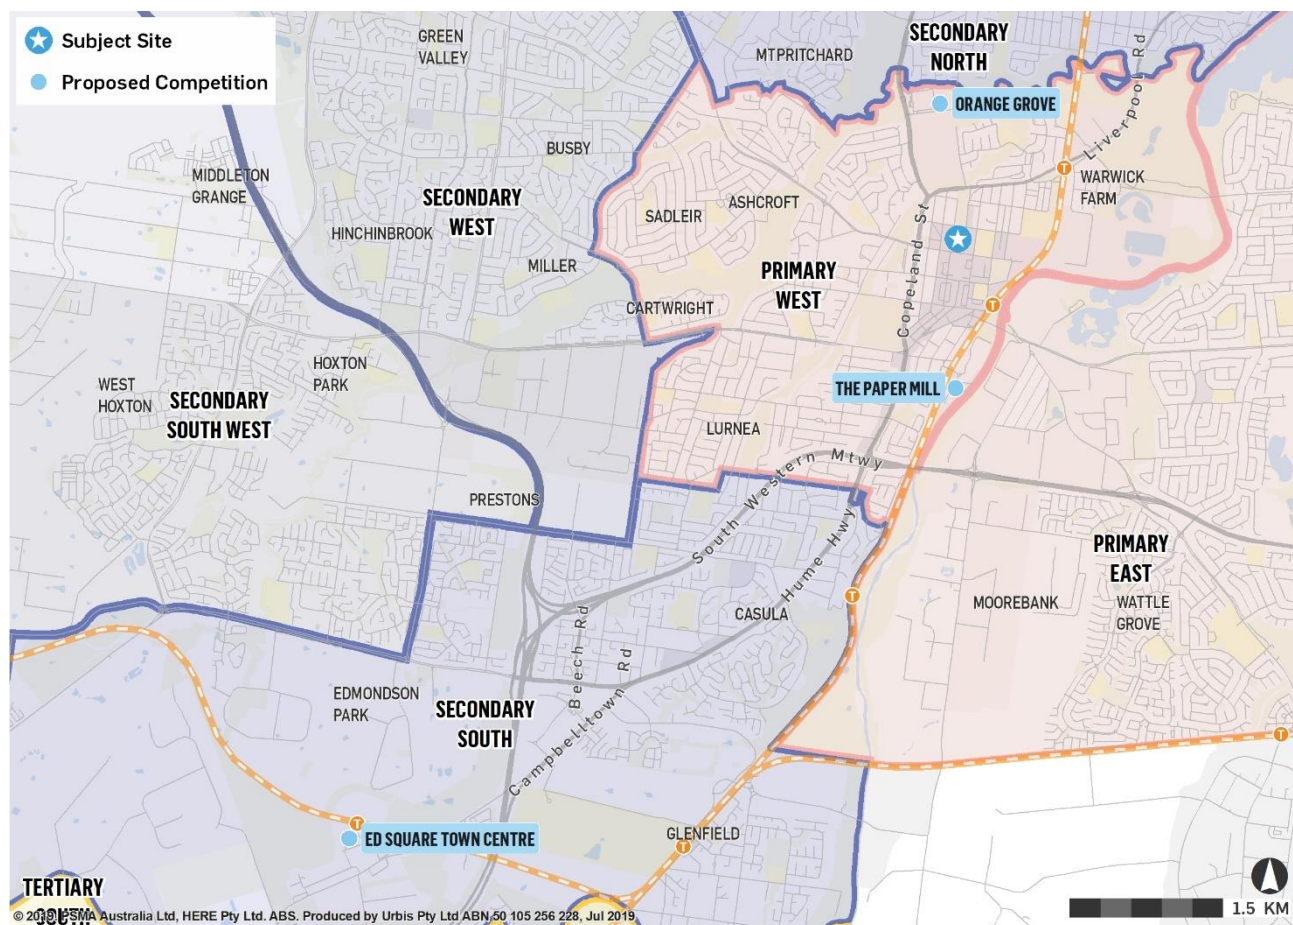 Subject Site
Proposed Competition
GREEN
VALLEY
MT PRITCHARD
SECONDARY
NORTH
Liverpool Rd
ORANGE GROVE
BUSBY
MIDDLETON
GRANGE
SECONDARY
WEST
SADLEIR
ASHCROFT
WARWICK
FARM
HINCHINBROOK
MILLER
PRIMARY
WEST
Copeland St
CARTWRIGHT
HOXTON
PARK
WEST
HOXTON
SECONDARY
SOUTH WEST
THE PAPER MILL
LURNEA
South Western Mtwy
PRESTONS
Hume Hwy
PRIMARY
EAST
MOOREBANK
WATTLE
GROVE
CASULA
Beech Rd
Campbelltown Rd
EDMONDSON
PARK
SECONDARY
SOUTH
ED SQUARE TOWN CENTRE
GLENFIELD
TERTIARY
SOUTH
© 2019. PSMA Australia Ltd, HERE Pty Ltd. ABS. Produced by Urbis Pty Ltd ABN 50 105 256 228, Jul 2019
1.5 KM
T
T
T
T
T
T